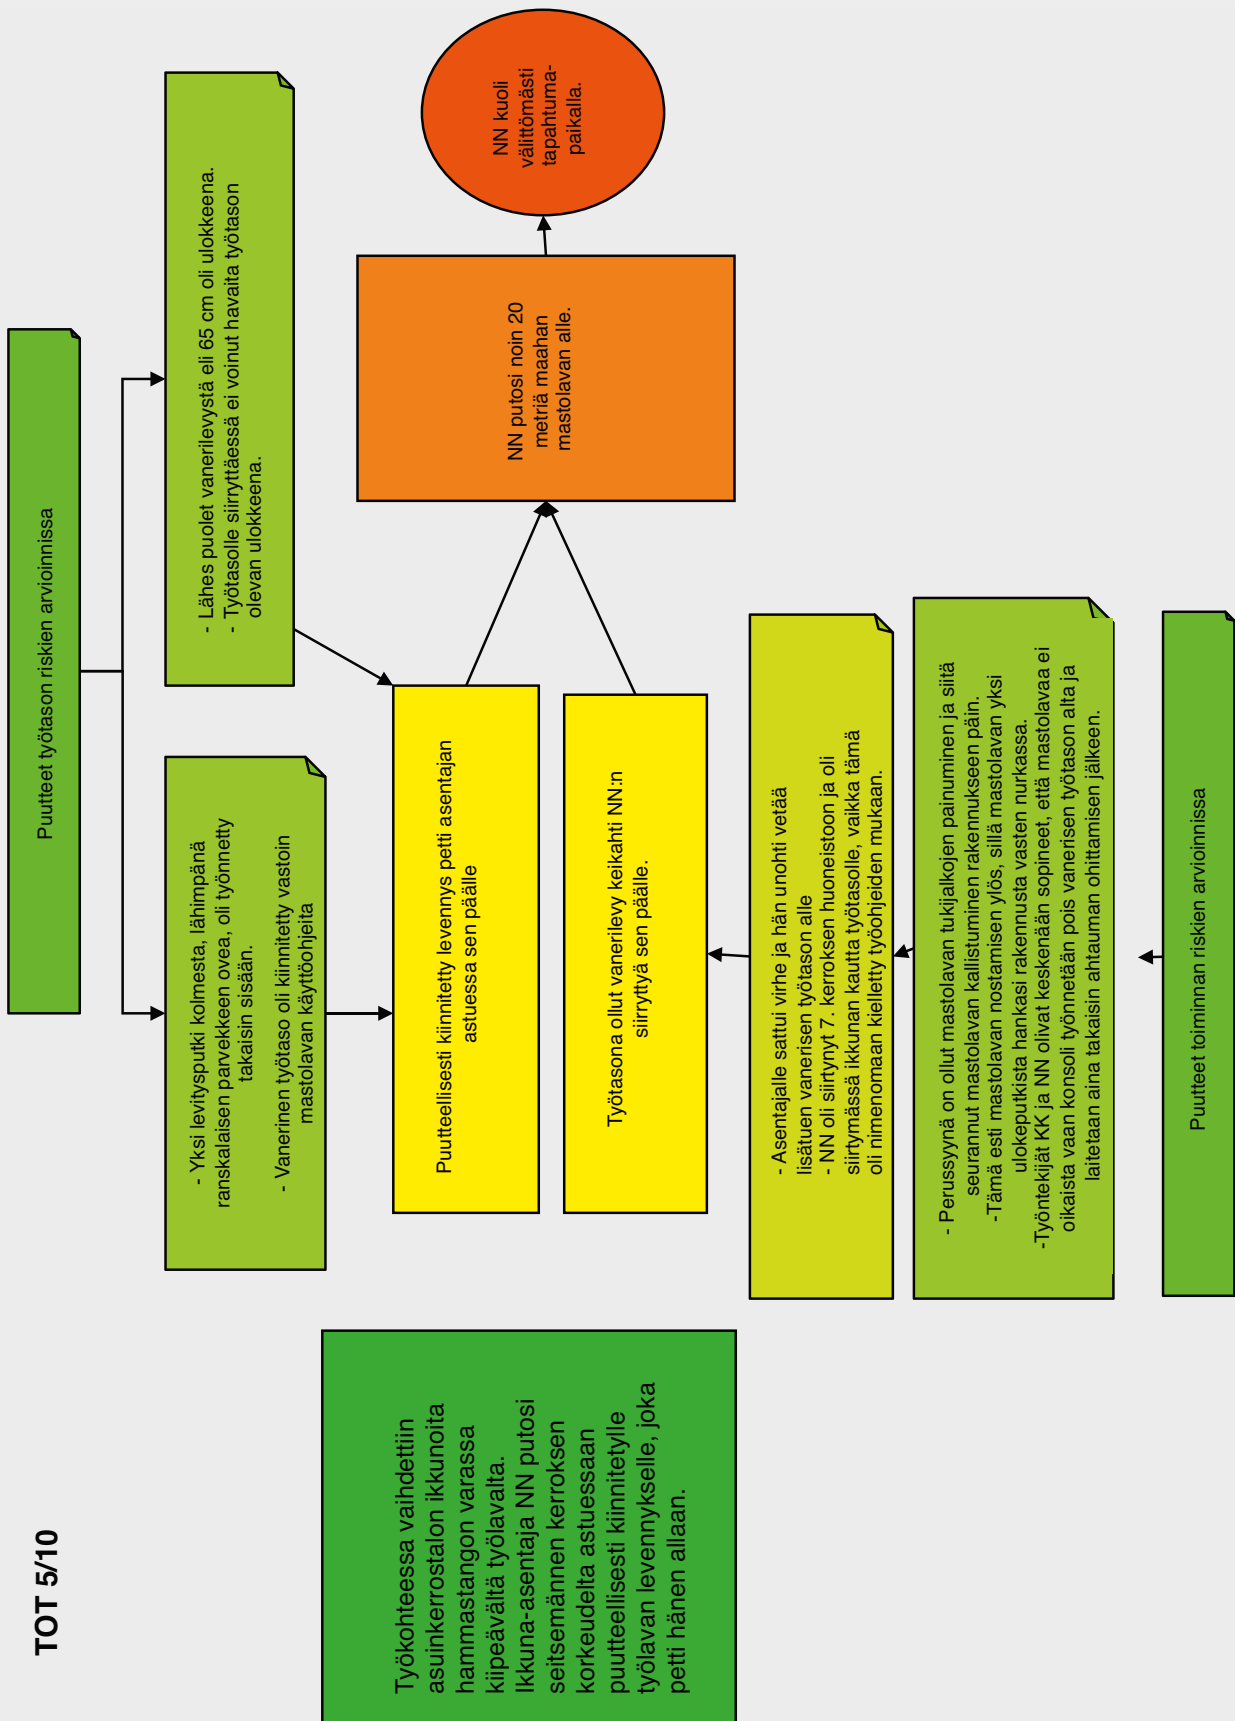 TOT 5/10
Työkohteessa vaihdettiin
asuinkerrostalon ikkunoita
hammastangon varassa
kiipeävältä työlavalta.
Ikkuna-asentaja NN putosi
seitsemännen kerroksen
korkeudelta astuessaan
puutteellisesti kiinnitetylle
työlavan levennykselle, joka
petti hänen allaan.
Puutteet työtason riskien arvioinnissa
- Yksi levitysputki kolmesta, lähimpänä
ranskalaisen parvekkeen ovea, oli työnnetty
takaisin sisään.
- Vanerinen työtaso oli kiinnitetty vastoin
mastolavan käyttöohjeita
- Lähes puolet vanerilevystä eli 65 cm oli ulokkeena.
- Työtasolle siirryttäessä ei voinut havaita työtason
olevan ulokkeena.
Puutteellisesti kiinnitetty levennys petti asentajan
astuessa sen päälle
Työtasona ollut vanerilevy keikahti NN:n
siirryttyä sen päälle.
NN putosi noin 20
metriä maahan
mastolavan alle.
NN kuoli
välittömästi
tapahtuma-
paikalla.
- Asentajalle sattui virhe ja hän unohti vetää
lisätuen vanerisen työtason alle
- NN oli siirtynyt 7. kerroksen huoneistoon ja oli
siirtymässä ikkunan kautta työtasolle, vaikka tämä
oli nimenomaan kielletty työohjeiden mukaan.
- Perussyynä on ollut mastolavan tukijalkojen painuminen ja siitä
seurannut mastolavan kallistuminen rakennukseen päin.
-Tämä esti mastolavan nostamisen ylös, sillä mastolavan yksi
ulokeputkista hankasi rakennusta vasten nurkassa.
-Työntekijät KK ja NN olivat keskenään sopineet, että mastolavaa ei
oikaista vaan konsoli työnnetään pois vanerisen työtason alta ja
laitetaan aina takaisin ahtauman ohittamisen jälkeen.
Puutteet toiminnan riskien arvioinnissa